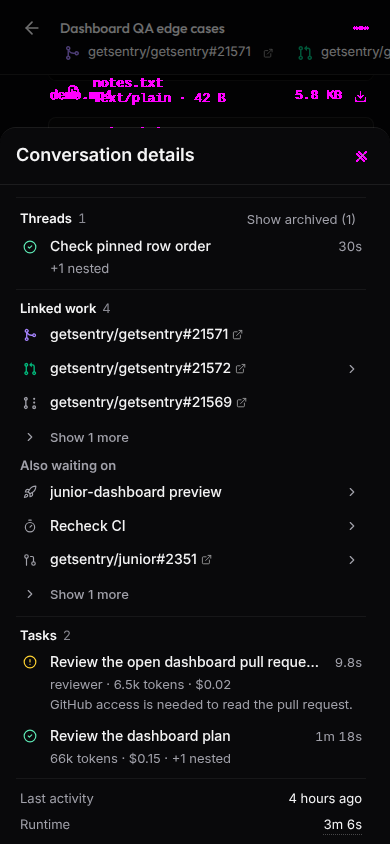 Dashboard QA edge cases
getsentry/getsentry#21571
getsentry/g
notes.txt
text/plain · 42 B
5.8 KB
Conversation details
Threads 1
Show archived (1)
Check pinned row order
30s
+1 nested
Linked work 4
getsentry/getsentry#21571
getsentry/getsentry#21572
getsentry/getsentry#21569
Show 1 more
Also waiting on
junior-dashboard preview
Recheck CI
getsentry/junior#2351
Show 1 more
Tasks 2
Review the open dashboard pull reque...
9.8s
reviewer · 6.5k tokens · $0.02
GitHub access is needed to read the pull request.
Review the dashboard plan
1m 18s
66k tokens · $0.15 · +1 nested
Last activity
4 hours ago
Runtime
3m 6s